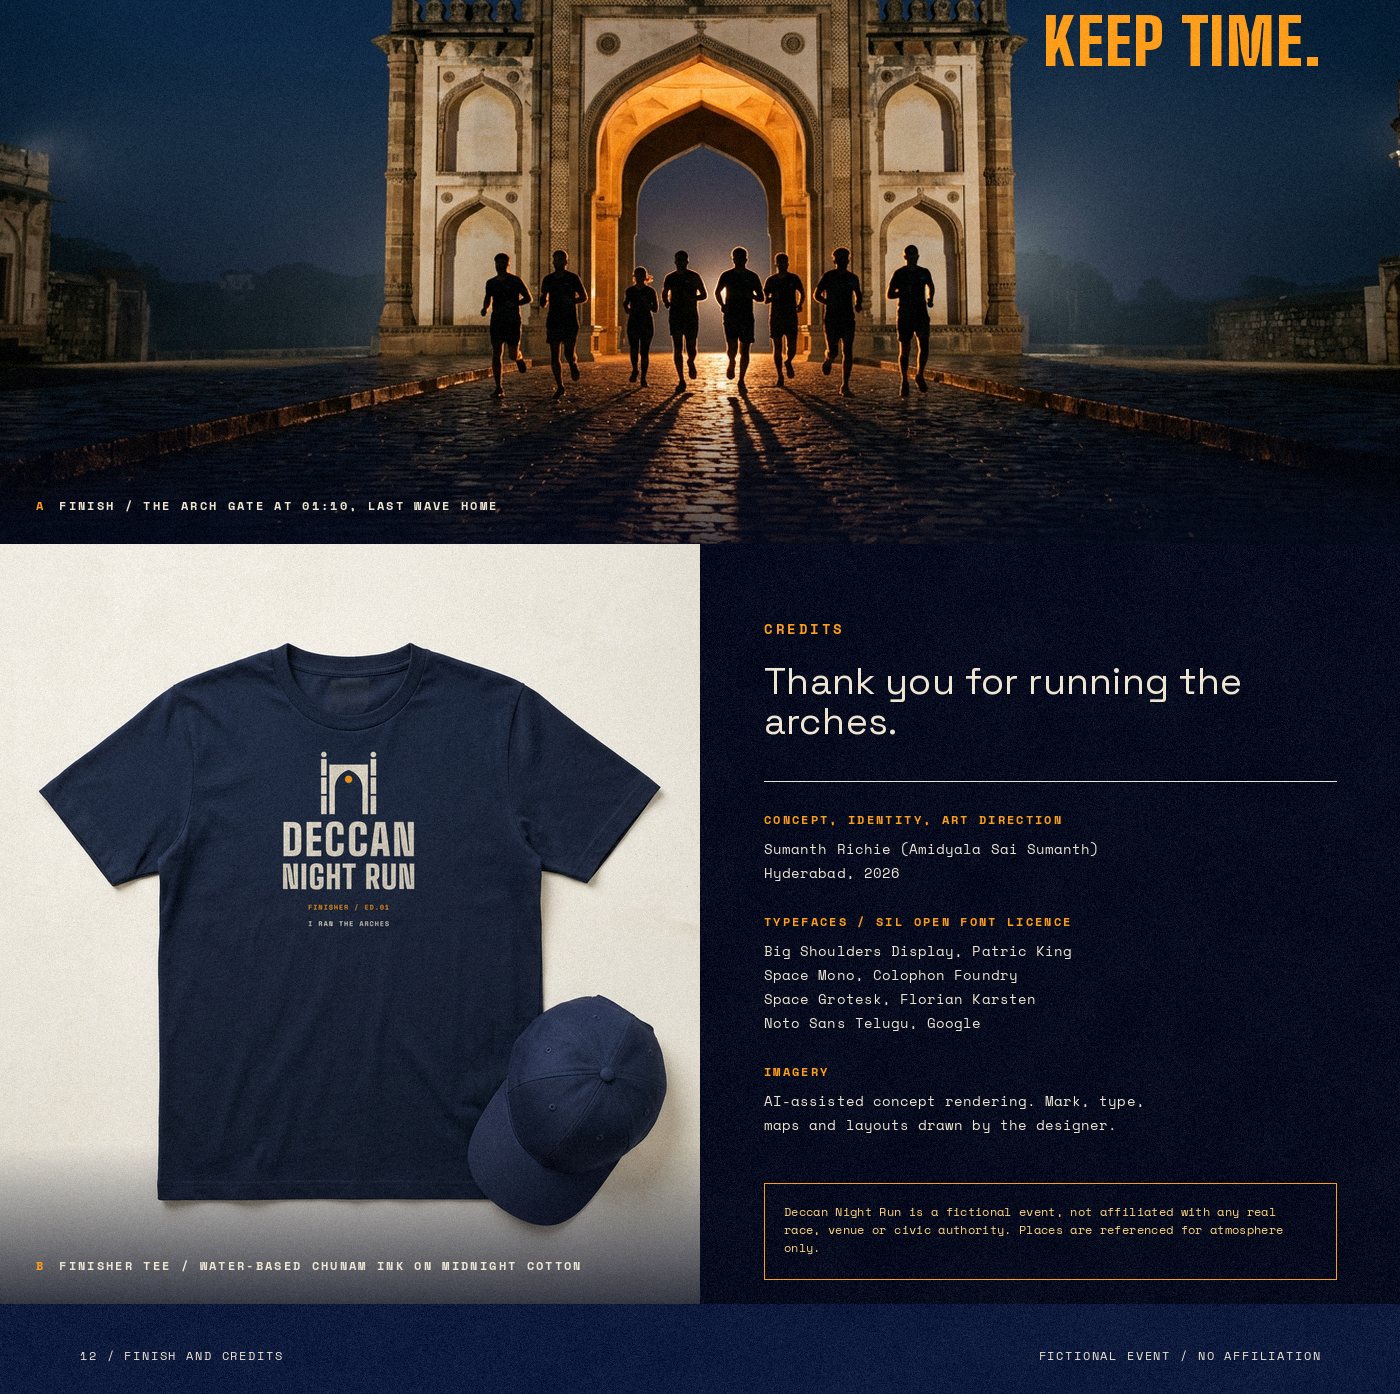 KEEP TIME.
A FINISH / THE ARCH GATE AT 01:10, LAST WAVE HOME
DECCAN
NIGHT RUN
FINISHER / ED.01
I RAN THE ARCHES
B FINISHER TEE / WATER-BASED CHUNAM INK ON MIDNIGHT COTTON
CREDITS
Thank you for running the
arches.
CONCEPT, IDENTITY, ART DIRECTION
Sumanth Richie (Amidyala Sai Sumanth)
Hyderabad, 2026
TYPEFACES / SIL OPEN FONT LICENCE
Big Shoulders Display, Patric King
Space Mono, Colophon Foundry
Space Grotesk, Florian Karsten
Noto Sans Telugu, Google
IMAGERY
AI-assisted concept rendering. Mark, type,
maps and layouts drawn by the designer.
Deccan Night Run is a fictional event, not affiliated with any real
race, venue or civic authority. Places are referenced for atmosphere
only.
12 / FINISH AND CREDITS
FICTIONAL EVENT / NO AFFILIATION